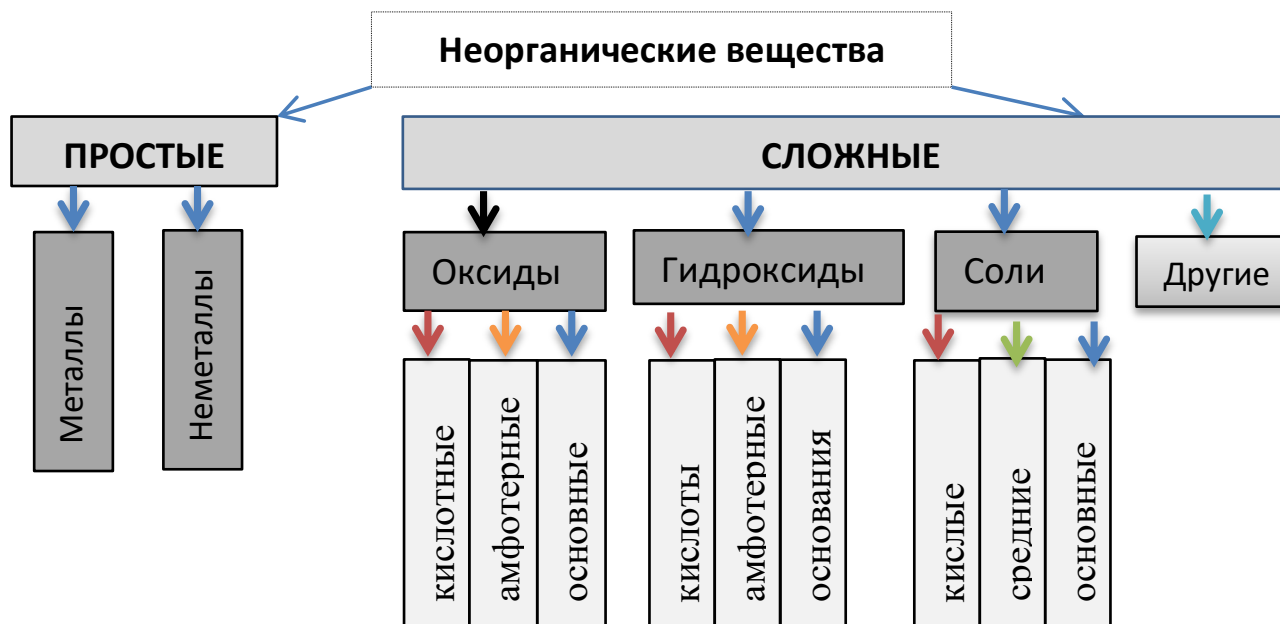 Неорганические вещества
ПРОСТЫЕ
СЛОЖНЫЕ
Металлы
Неметаллы
Оксиды
Гидроксиды
Соли
Другие
кислотные
амфотерные
основные
кислоты
амфотерные
основания
кислые
средние
основные